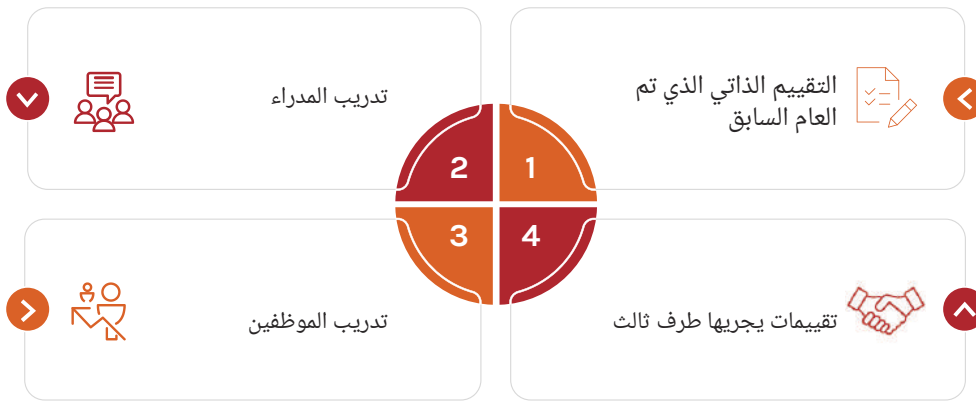 1
التقييم الذاتي الذي تم
العام السابق
2
تدريب المدراء
3
تدريب الموظفين
4
تقييمات يجريها طرف ثالث